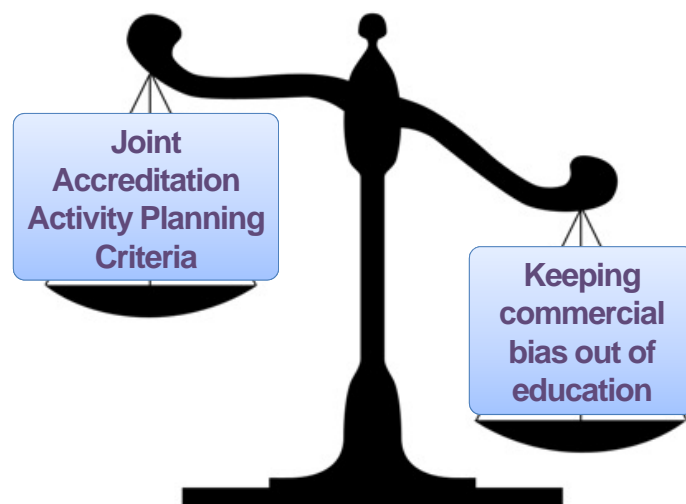 Joint
Accreditation
Activity Planning
Criteria
Keeping
commercial
bias out of
education